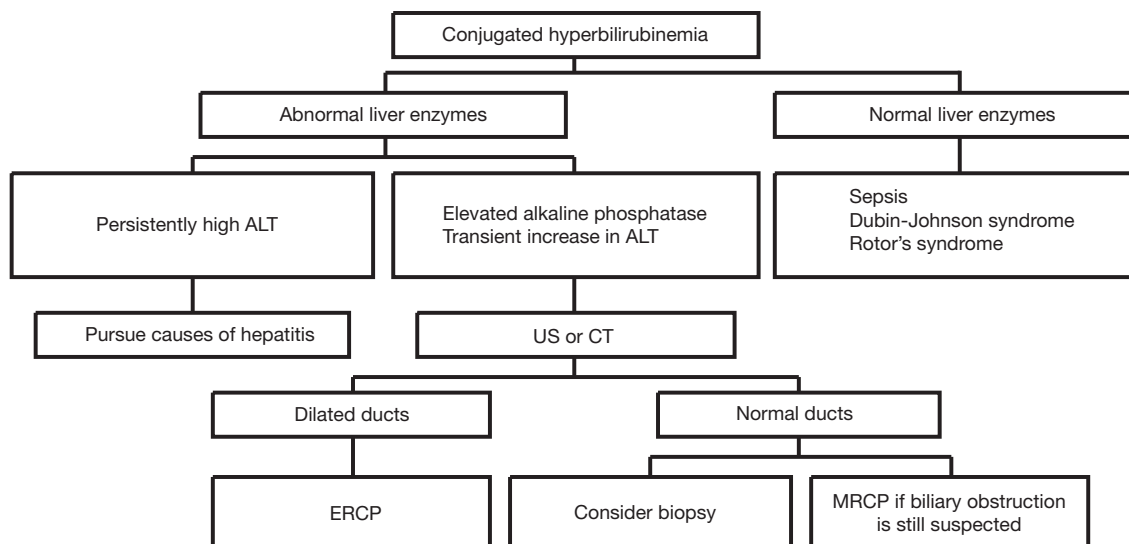 Conjugated hyperbilirubinemia
Abnormal liver enzymes
Normal liver enzymes
Persistently high ALT
Elevated alkaline phosphatase
Transient increase in ALT
Sepsis
Dubin-Johnson syndrome
Rotor's syndrome
Pursue causes of hepatitis
US or CT
Dilated ducts
Normal ducts
ERCP
Consider biopsy
MRCP if biliary obstruction
is still suspected